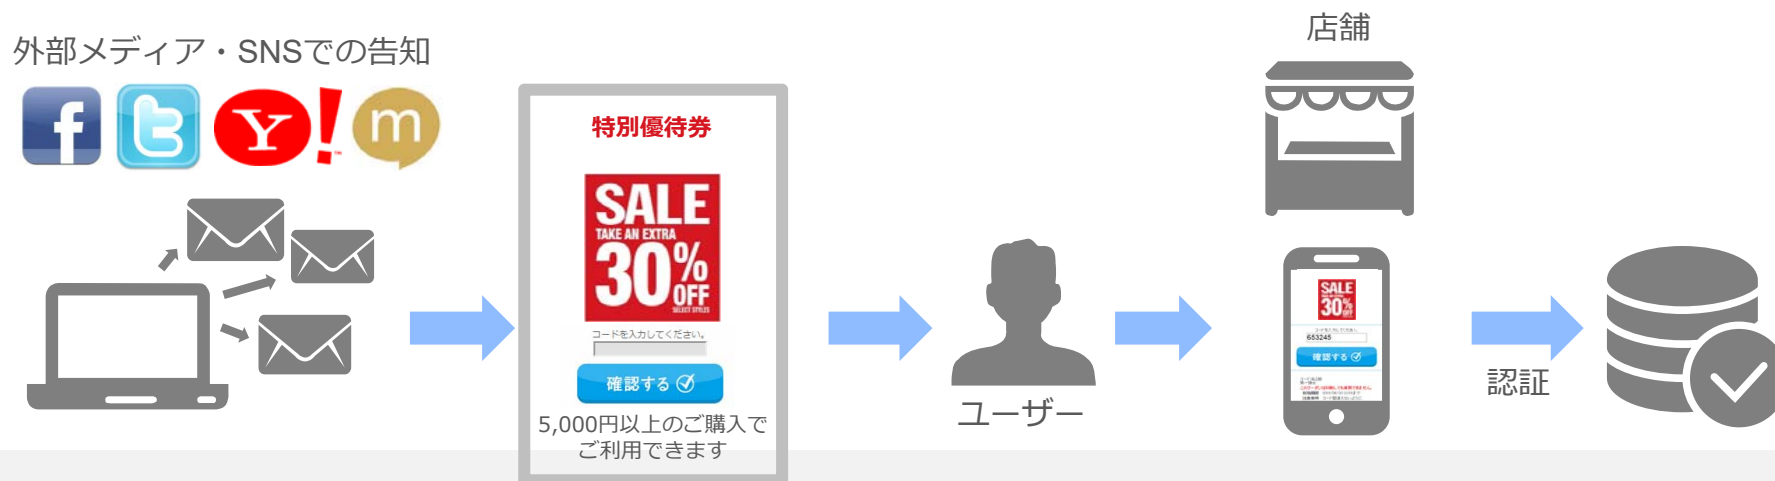 外部メディア・SNSでの告知
店舗
f
t
Y!
m
特別優待券
SALE
TAKE AN EXTRA
30%
OFF
SELECT STYLES
コードを入力してください。
確認する
5,000円以上のご購入で
ご利用できます
ユーザー
SALE
30%
OFF
653245
確認する
認証